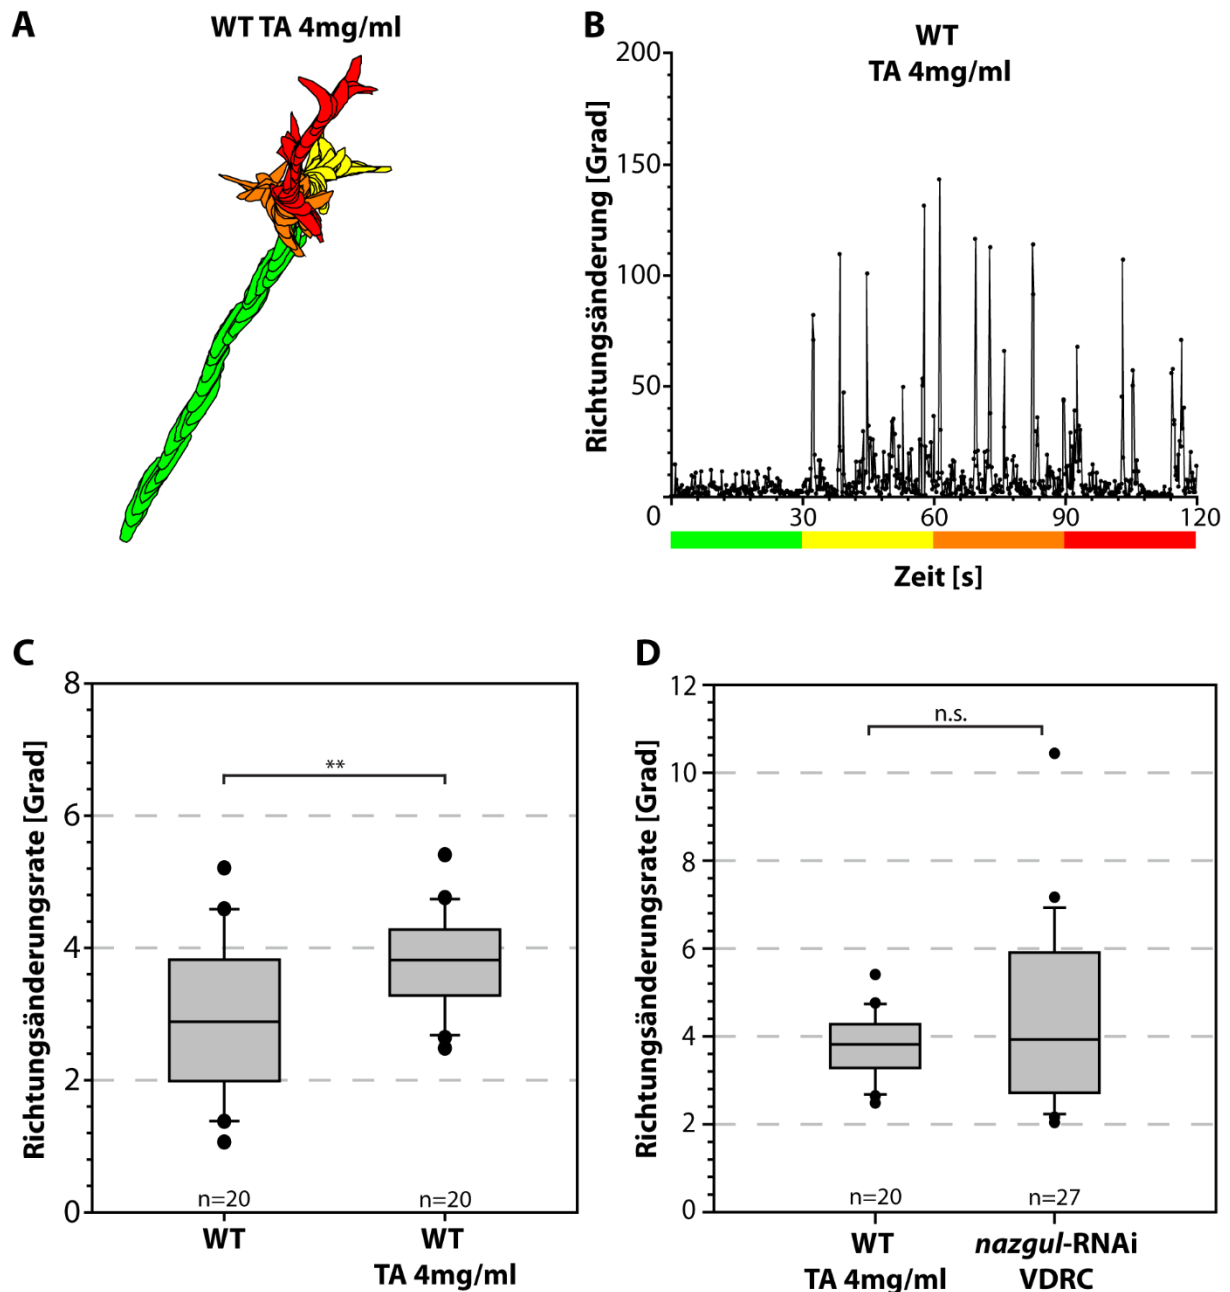 A
WT TA 4mg/ml
B
WT
TA 4mg/ml
Richtungsänderung [Grad]
200
150
100
50
0
30
60
90
120
Zeit [s]
C
Richtungsänderungsrate [Grad]
8
6
4
2
0
**
n=20
n=20
WT
WT
TA 4mg/ml
D
Richtungsänderungsrate [Grad]
12
10
8
6
4
2
0
n.s.
n=20
n=27
WT
TA 4mg/ml
nazgul-RNAi
VDRC